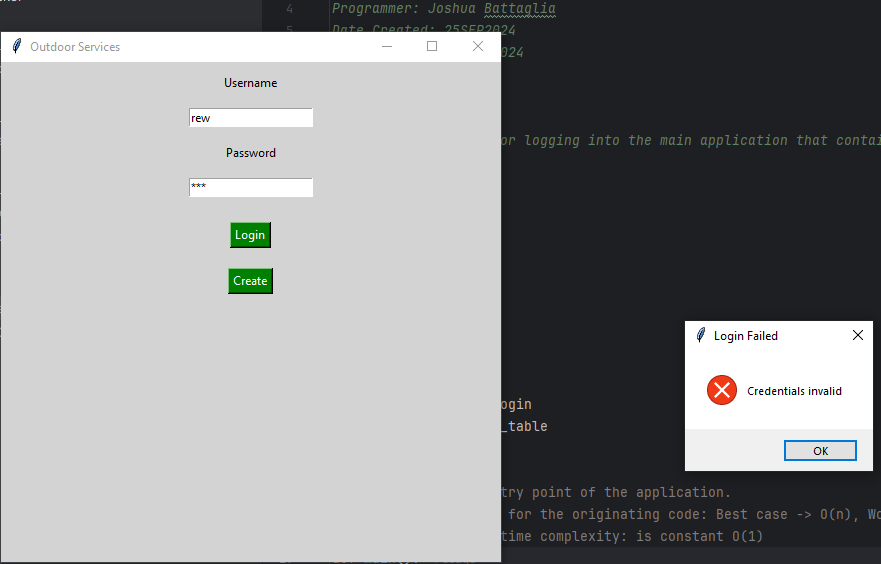 4 Programmer: Joshua Battaglia
5 Date Created: 25SEP2024
Outdoor Services
024
Username
rew
or logging into the main application that contai
Password
***
Login
Create
Login Failed
Credentials invalid
ogin
_table
OK
try point of the application.
for the originating code: Best case -> O(n), Wo
time complexity: is constant O(1)